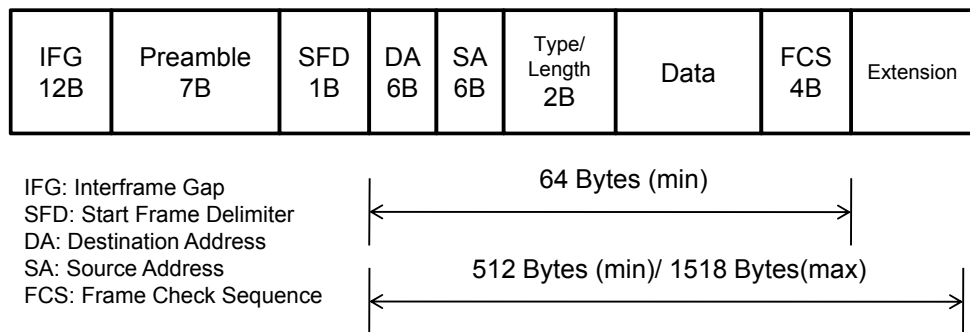 IFG
12B
Preamble
7B
SFD
1B
DA
6B
SA
6B
Type/
Length
2B
Data
FCS
4B
Extension
IFG: Interframe Gap
SFD: Start Frame Delimiter
DA: Destination Address
SA: Source Address
FCS: Frame Check Sequence
64 Bytes (min)
512 Bytes (min)/ 1518 Bytes(max)